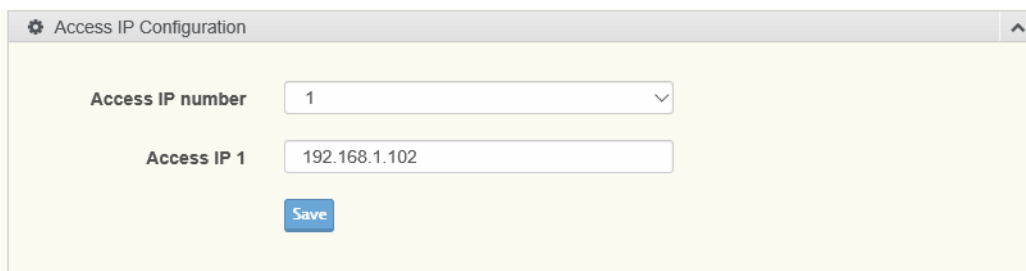 Access IP Configuration
Access IP number 1
Access IP 1 192.168.1.102
Save